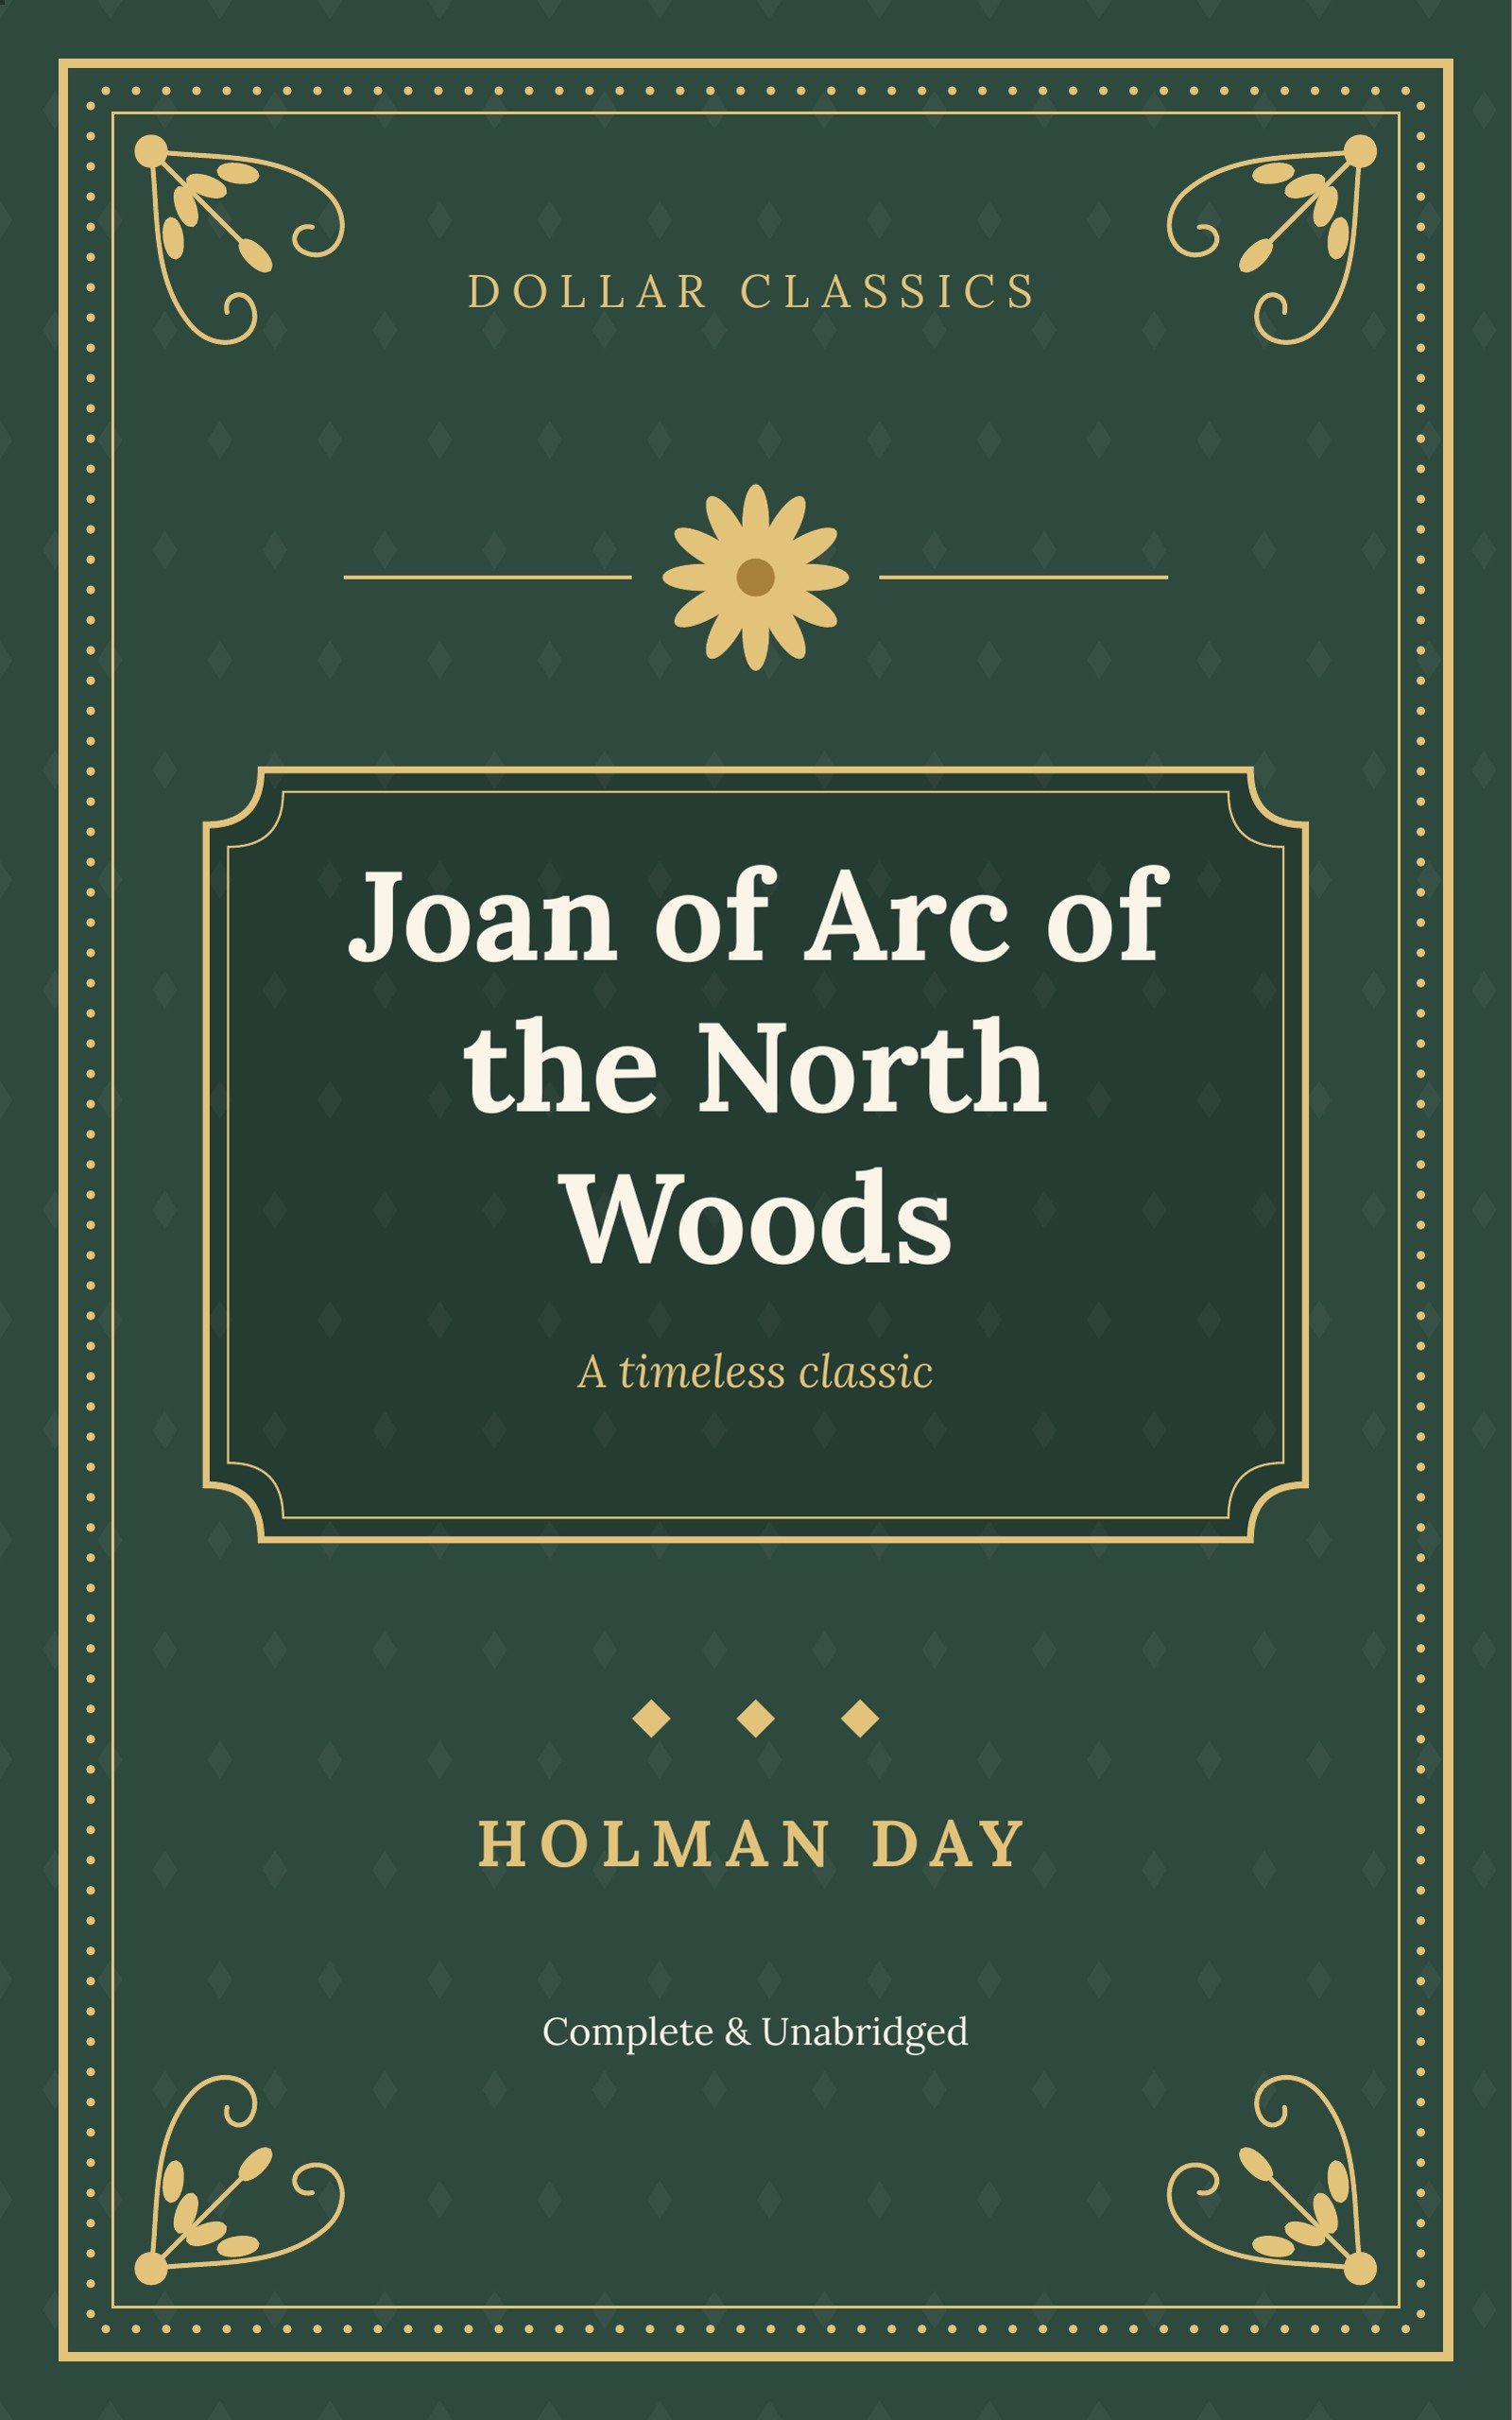 DOLLAR CLASSICS
Joan of Arc of
the North
Woods
A timeless classic
HOLMAN DAY
Complete & Unabridged